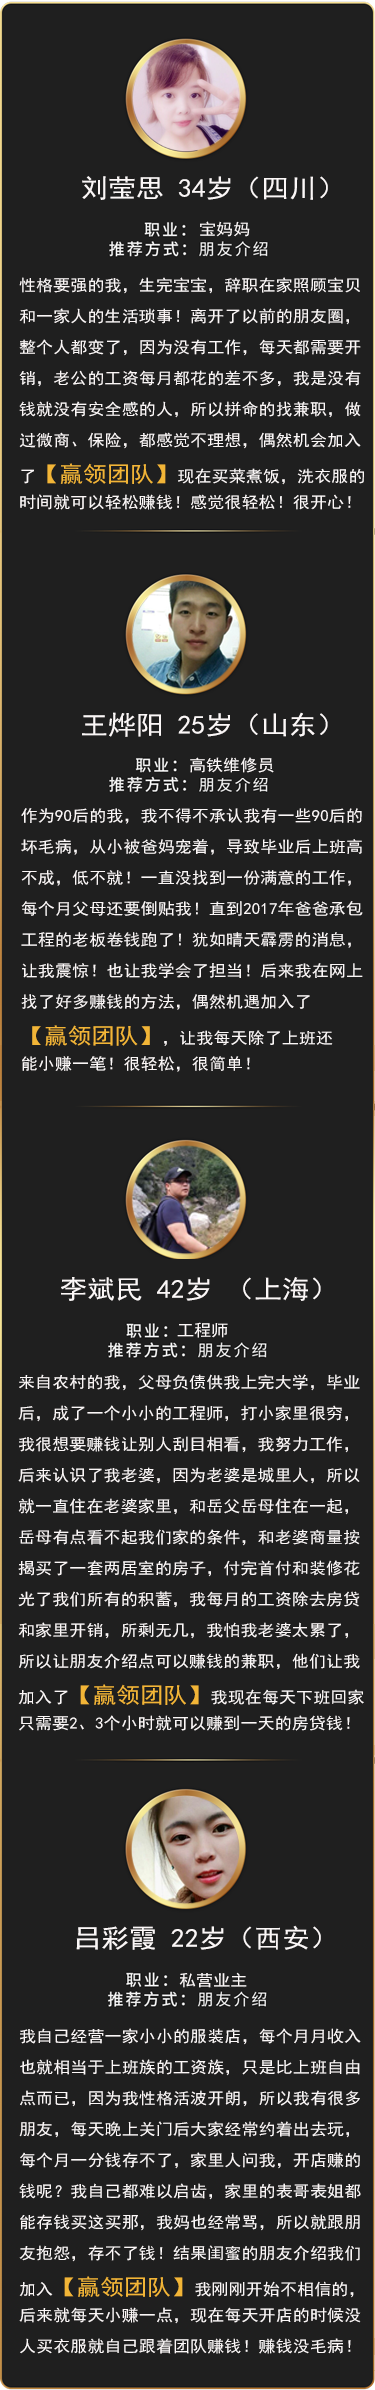 刘莹思 34岁（四川）
职业：宝妈妈
推荐方式：朋友介绍
性格要强的我，生完宝宝，辞职在家照顾宝贝
和一家人的生活琐事！离开了以前的朋友圈，
整个人都变了，因为没有工作，每天都需要开
销，老公的工资每月都花的差不多，我是没有
钱就没有安全感的人，所以拼命的找兼职，做
过微商、保险，都感觉不理想，偶然机会加入
了【赢领团队】现在买菜煮饭，洗衣服的
时间就可以轻松赚钱！感觉很轻松！很开心！
王烨阳 25岁（山东）
职业：高铁维修员
推荐方式：朋友介绍
作为90后的我，我不得不承认我有一些90后的
坏毛病，从小被爸妈宠着，导致毕业后上班高
不成，低不就！一直没找到一份满意的工作，
每个月父母还要倒贴我！直到2017年爸爸承包
工程的老板卷钱跑了！犹如晴天霹雳的消息，
让我震惊！也让我学会了担当！后来我在网上
找了好多赚钱的方法，偶然机遇加入了
【赢领团队】，让我每天除了上班还
能小赚一笔！很轻松，很简单！
李斌民 42岁 （上海）
职业：工程师
推荐方式：朋友介绍
来自农村的我，父母负债供我上完大学，毕业
后，成了一个小小的工程师，打小家里很穷，
我很想要赚钱让别人刮目相看，我努力工作，
后来认识了我老婆，因为老婆是城里人，所以
就一直住在老婆家里，和岳父岳母住在一起，
岳母有点看不起我们家的条件，和老婆商量按
揭买了一套两居室的房子，付完首付和装修花
光了我们所有的积蓄，我每月的工资除去房贷
和家里开销，所剩无几，我怕我老婆太累了，
所以让朋友介绍点可以赚钱的兼职，他们让我
加入了【赢领团队】我现在每天下班回家
只需要2、3个小时就可以赚到一天的房贷钱！
吕彩霞 22岁（西安）
职业：私营业主
推荐方式：朋友介绍
我自己经营一家小小的服装店，每个月月收入
也就相当于上班族的工资族，只是比上班自由
点而已，因为我性格活波开朗，所以我有很多
朋友，每天晚上关门后大家经常约着出去玩，
每个月一分钱存不了，家里人问我，开店赚的
钱呢？我自己都难以启齿，家里的表哥表姐都
能存钱买这买那，我妈也经常骂，所以就跟朋
友抱怨，存不了钱！结果闺蜜的朋友介绍我们
加入【赢领团队】我刚刚开始不相信的，
后来就每天小赚一点，现在每天开店的时候没
人买衣服就自己跟着团队赚钱！赚钱没毛病！